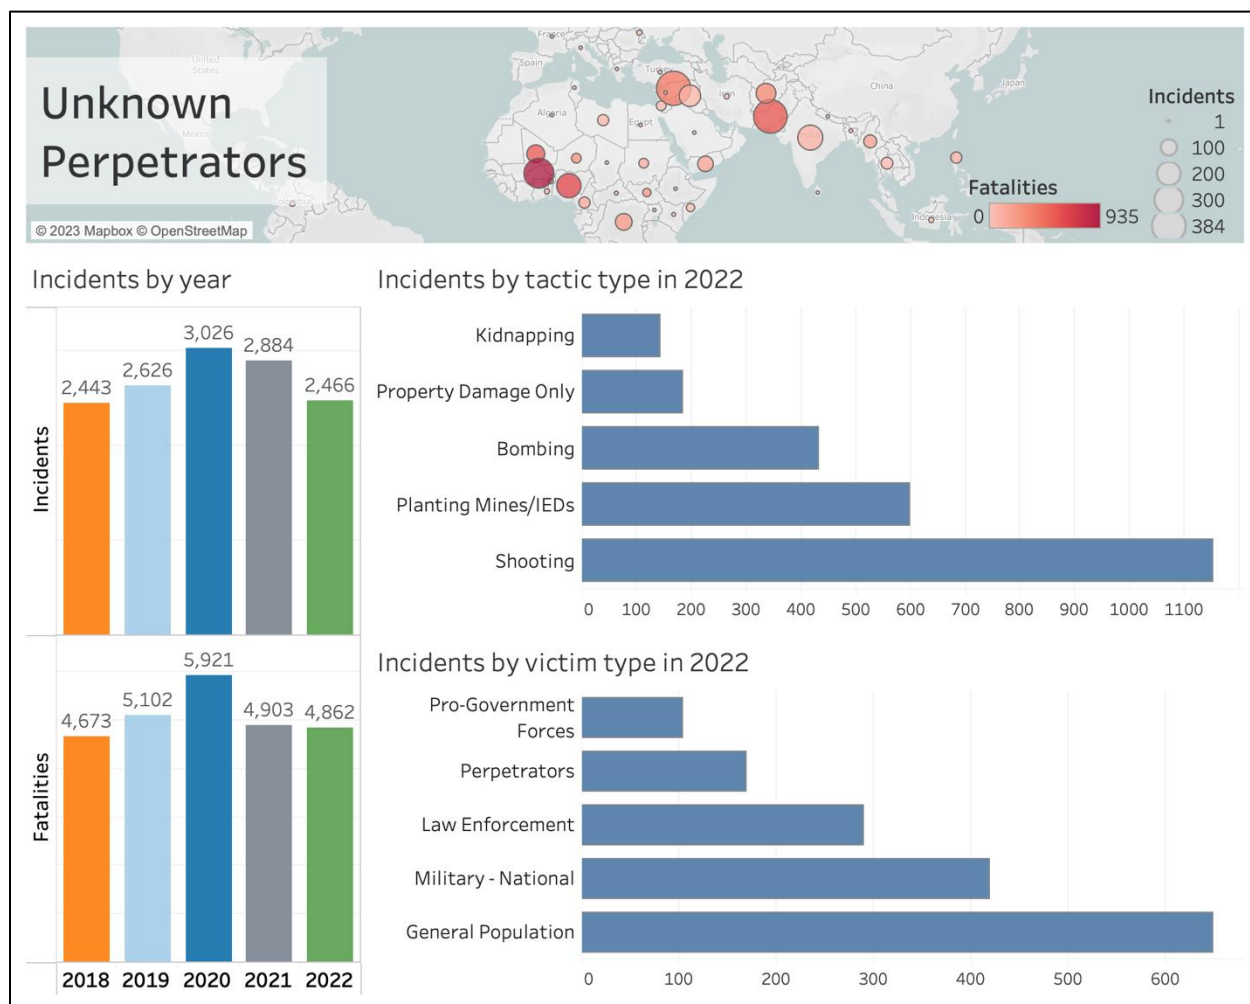 Unknown
Perpetrators
© 2023 Mapbox © OpenStreetMap
United
States
Mexico
France
Spain
Turkey
Algeria
Egypt
Iran
China
Japan
India
Indonesia
Incidents
1
100
200
300
384
Fatalities
0 935
Incidents by year
Incidents
2,443 2,626 3,026 2,884 2,466
Fatalities
4,673 5,102 5,921 4,903 4,862
2018 2019 2020 2021 2022
Incidents by tactic type in 2022
Kidnapping
Property Damage Only
Bombing
Planting Mines/IEDs
Shooting
0 100 200 300 400 500 600 700 800 900 1000 1100
Incidents by victim type in 2022
Pro-Government
Forces
Perpetrators
Law Enforcement
Military - National
General Population
0 100 200 300 400 500 600